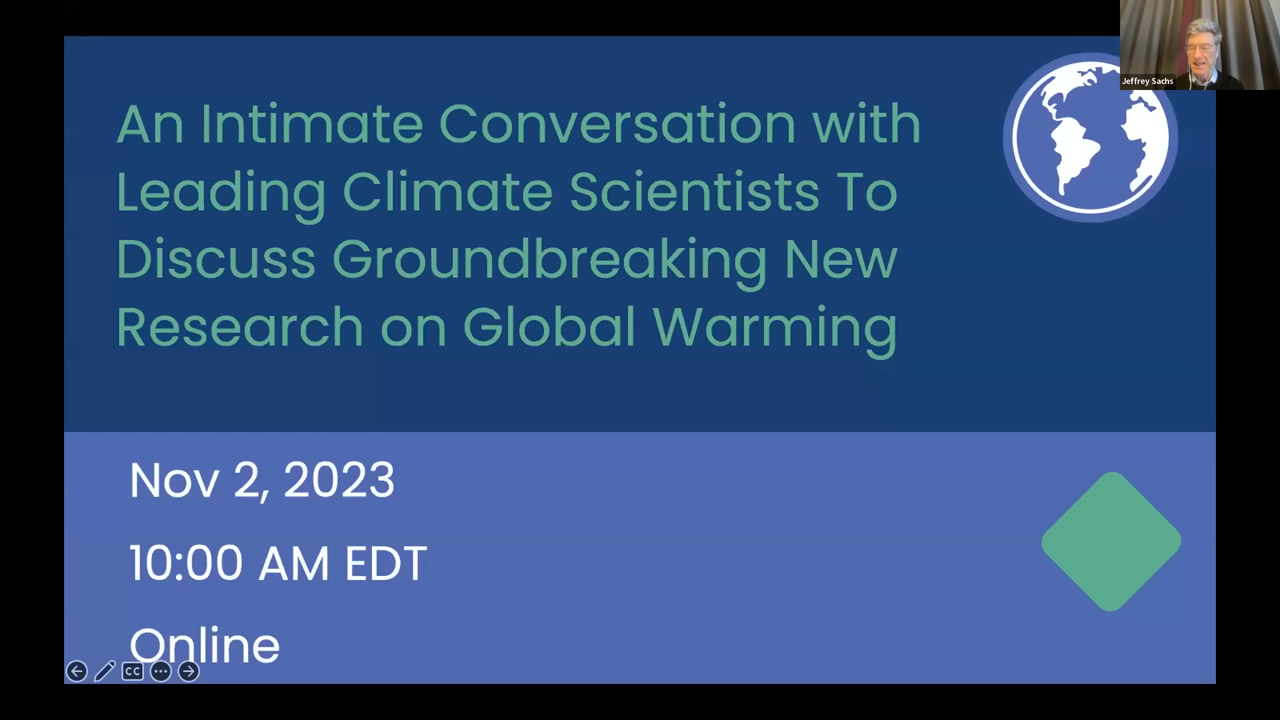 Jeffrey Sachs
An Intimate Conversation with
Leading Climate Scientists To
Discuss Groundbreaking New
Research on Global Warming
Nov 2, 2023
10:00 AM EDT
Online
CC